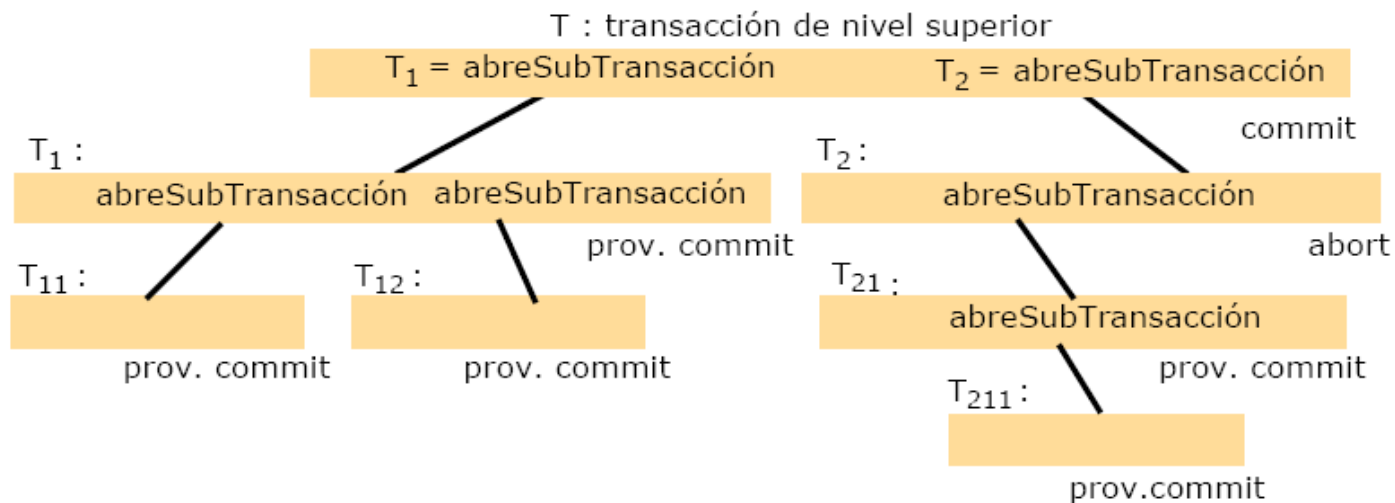 T : transacción de nivel superior
T1 = abreSubTransacción T2 = abreSubTransacción
commit
T1 : T2:
abreSubTransacción abreSubTransacción abreSubTransacción
prov. commit abort
T11 : T12: T21 :
abreSubTransacción
prov. commit prov. commit prov. commit
T211 :
prov.commit